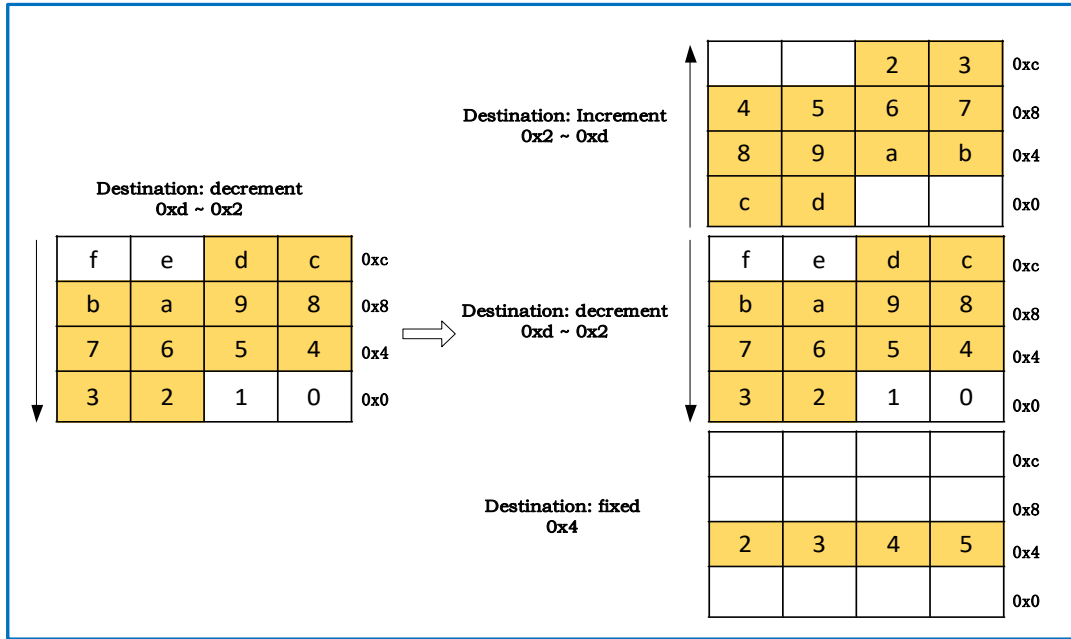 Destination: decrement
0xd ~ 0x2
f e d c 0xc
b a 9 8 0x8
7 6 5 4 0x4
3 2 1 0 0x0
Destination: Increment
0x2 ~ 0xd
2 3 0xc
4 5 6 7 0x8
8 9 a b 0x4
c d 0x0
Destination: decrement
0xd ~ 0x2
f e d c 0xc
b a 9 8 0x8
7 6 5 4 0x4
3 2 1 0 0x0
Destination: fixed
0x4
0xc
0x8
2 3 4 5 0x4
0x0